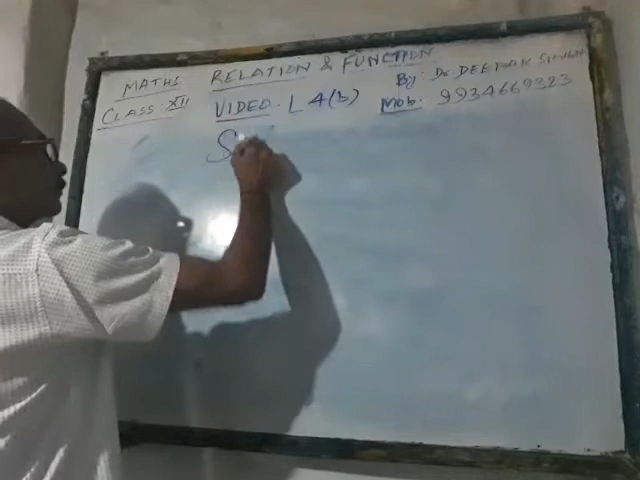 MATHS RELATION & FUNCTION
CLASS: XII VIDEO. L 4(b) By: Dr DEEPAK SINGH
Mob: 9934669323
S